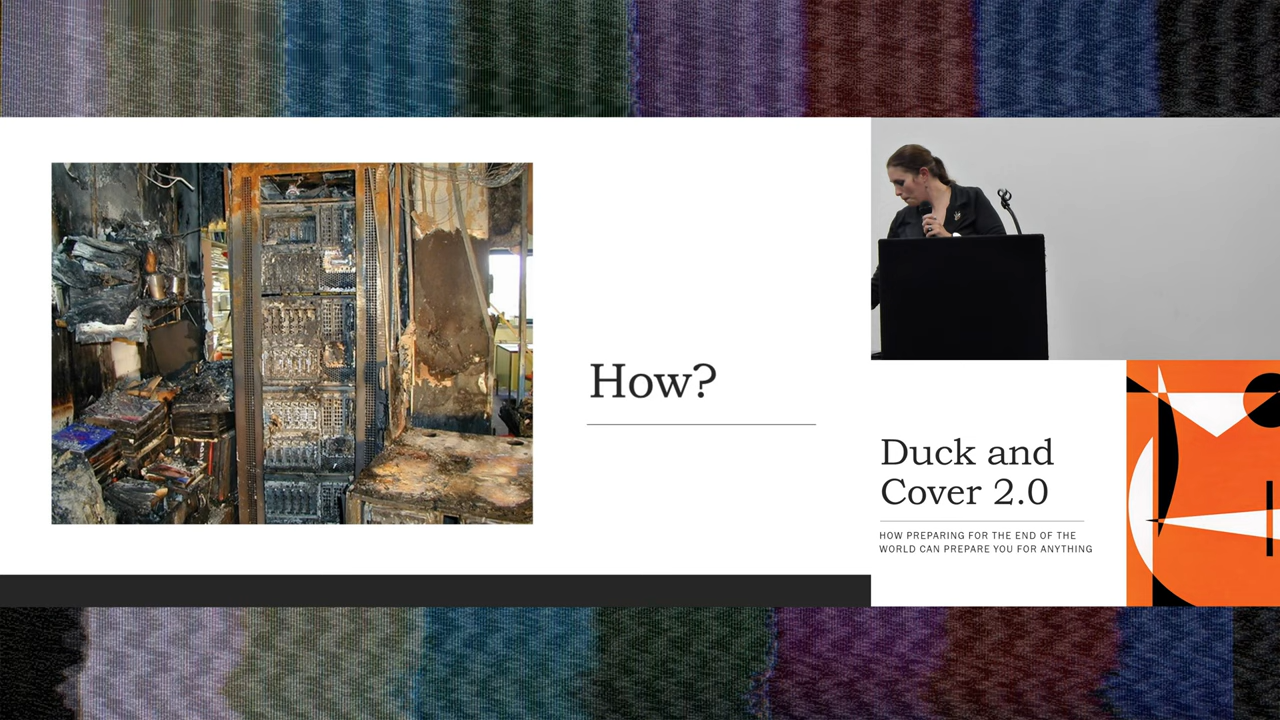 How?
Duck and
Cover 2.0
HOW PREPARING FOR THE END OF THE
WORLD CAN PREPARE YOU FOR ANYTHING